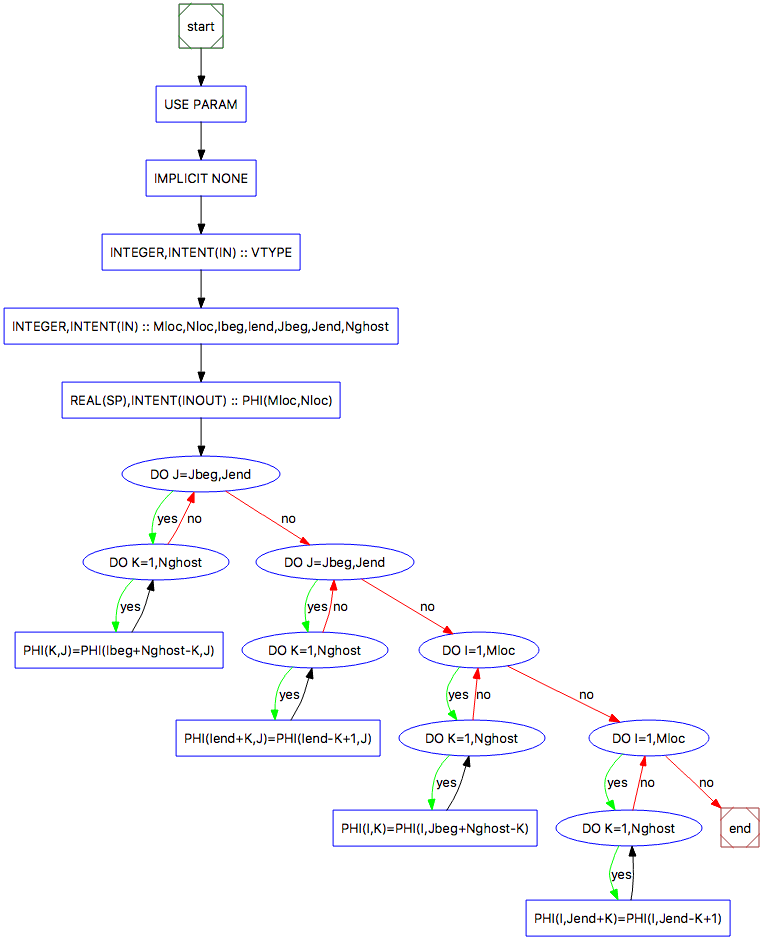 start
USE PARAM
IMPLICIT NONE
INTEGER,INTENT(IN) :: VTYPE
INTEGER,INTENT(IN) :: Mloc,Nloc,Ibeg,Iend,Jbeg,Jend,Nghost
REAL(SP),INTENT(INOUT) :: PHI(Mloc,Nloc)
DO J=Jbeg,Jend
yes
no
no
DO K=1,Nghost
DO J=Jbeg,Jend
yes
yes
no
no
PHI(K,J)=PHI(Ibeg+Nghost-K,J)
DO K=1,Nghost
DO I=1,Mloc
yes
yes
no
no
PHI(Iend+K,J)=PHI(Iend-K+1,J)
DO K=1,Nghost
DO I=1,Mloc
yes
yes
no
no
PHI(I,K)=PHI(I,Jbeg+Nghost-K)
DO K=1,Nghost
end
yes
PHI(I,Jend+K)=PHI(I,Jend-K+1)